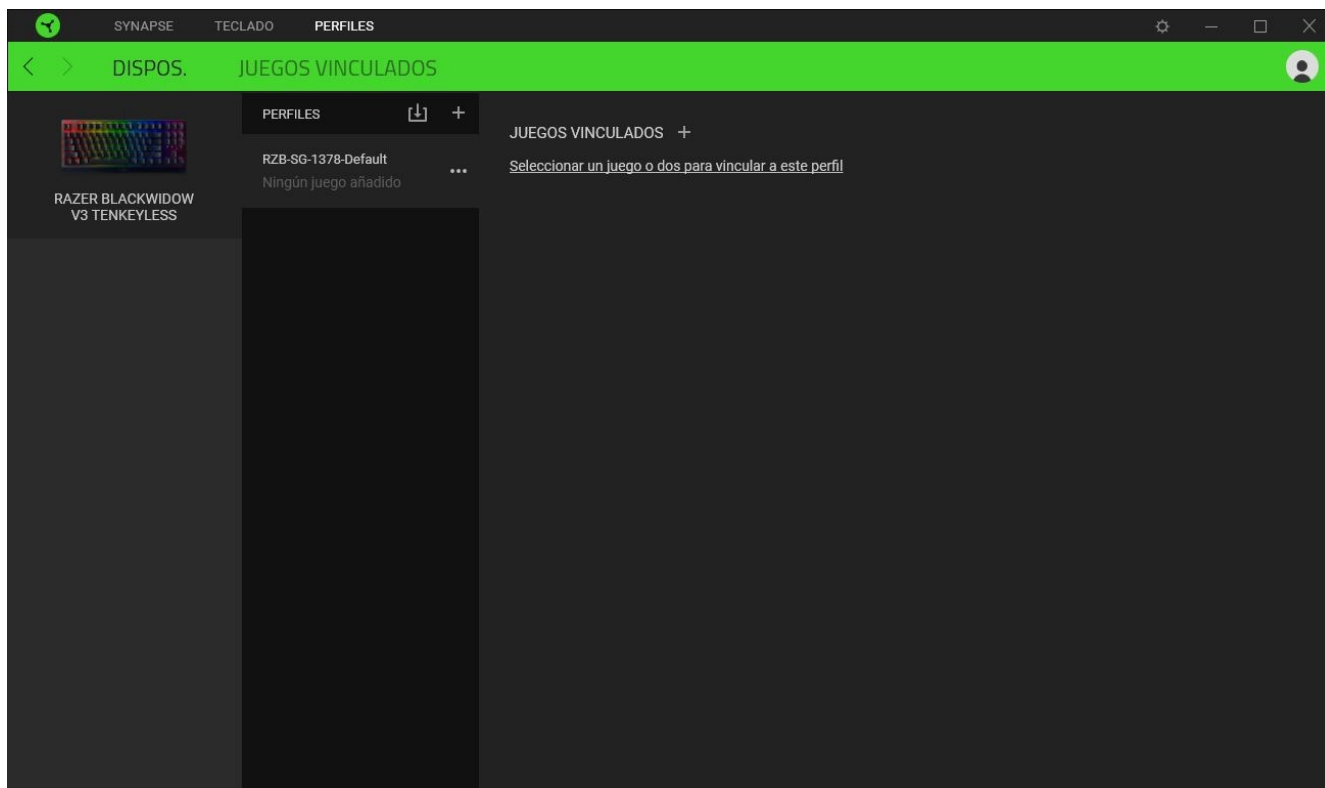 SYNAPSE TECLADO PERFILES
DISPOS. JUEGOS VINCULADOS
RAZER BLACKWIDOW
V3 TENKEYLESS
PERFILES
RZB-SG-1378-Default
Ningún juego añadido
JUEGOS VINCULADOS
Seleccionar un juego o dos para vincular a este perfil